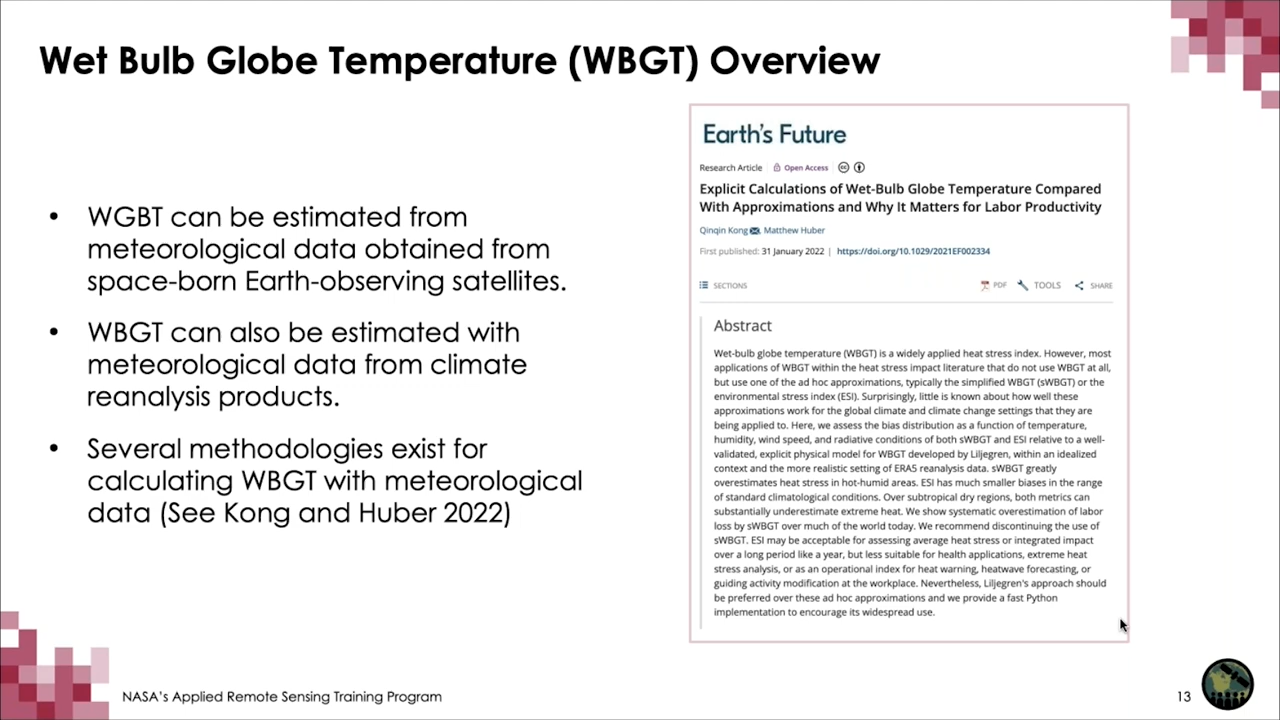 Wet Bulb Globe Temperature (WBGT) Overview
• WGBT can be estimated from
meteorological data obtained from
space-born Earth-observing satellites.
• WBGT can also be estimated with
meteorological data from climate
reanalysis products.
• Several methodologies exist for
calculating WBGT with meteorological
data (See Kong and Huber 2022)
Earth's Future
Research Article Open Access
Explicit Calculations of Wet-Bulb Globe Temperature Compared
With Approximations and Why It Matters for Labor Productivity
Qinqin Kong, Matthew Huber
First published: 31 January 2022 | https://doi.org/10.1029/2021EF002334
SECTIONS PDF TOOLS SHARE
Abstract
Wet-bulb globe temperature (WBGT) is a widely applied heat stress index. However, most
applications of WBGT within the heat stress impact literature that do not use WBGT at all,
but use one of the ad hoc approximations, typically the simplified WBGT (sWBGT) or the
environmental stress index (ESI). Surprisingly, little is known about how well these
approximations work for the global climate and climate change settings that they are
being applied to. Here, we assess the bias distribution as a function of temperature,
humidity, wind speed, and radiative conditions of both sWBGT and ESI relative to a well-
validated, explicit physical model for WBGT developed by Liljegren, within an idealized
context and the more realistic setting of ERA5 reanalysis data. sWBGT greatly
overestimates heat stress in hot-humid areas. ESI has much smaller biases in the range
of standard climatological conditions. Over subtropical dry regions, both metrics can
substantially underestimate extreme heat. We show systematic overestimation of labor
loss by sWBGT over much of the world today. We recommend discontinuing the use of
sWBGT. ESI may be acceptable for assessing average heat stress or integrated impact
over a long period like a year, but less suitable for health applications, extreme heat
stress analysis, or as an operational index for heat warning, heatwave forecasting, or
guiding activity modification at the workplace. Nevertheless, Liljegren's approach should
be preferred over these ad hoc approximations and we provide a fast Python
implementation to encourage its widespread use.
NASA's Applied Remote Sensing Training Program
13